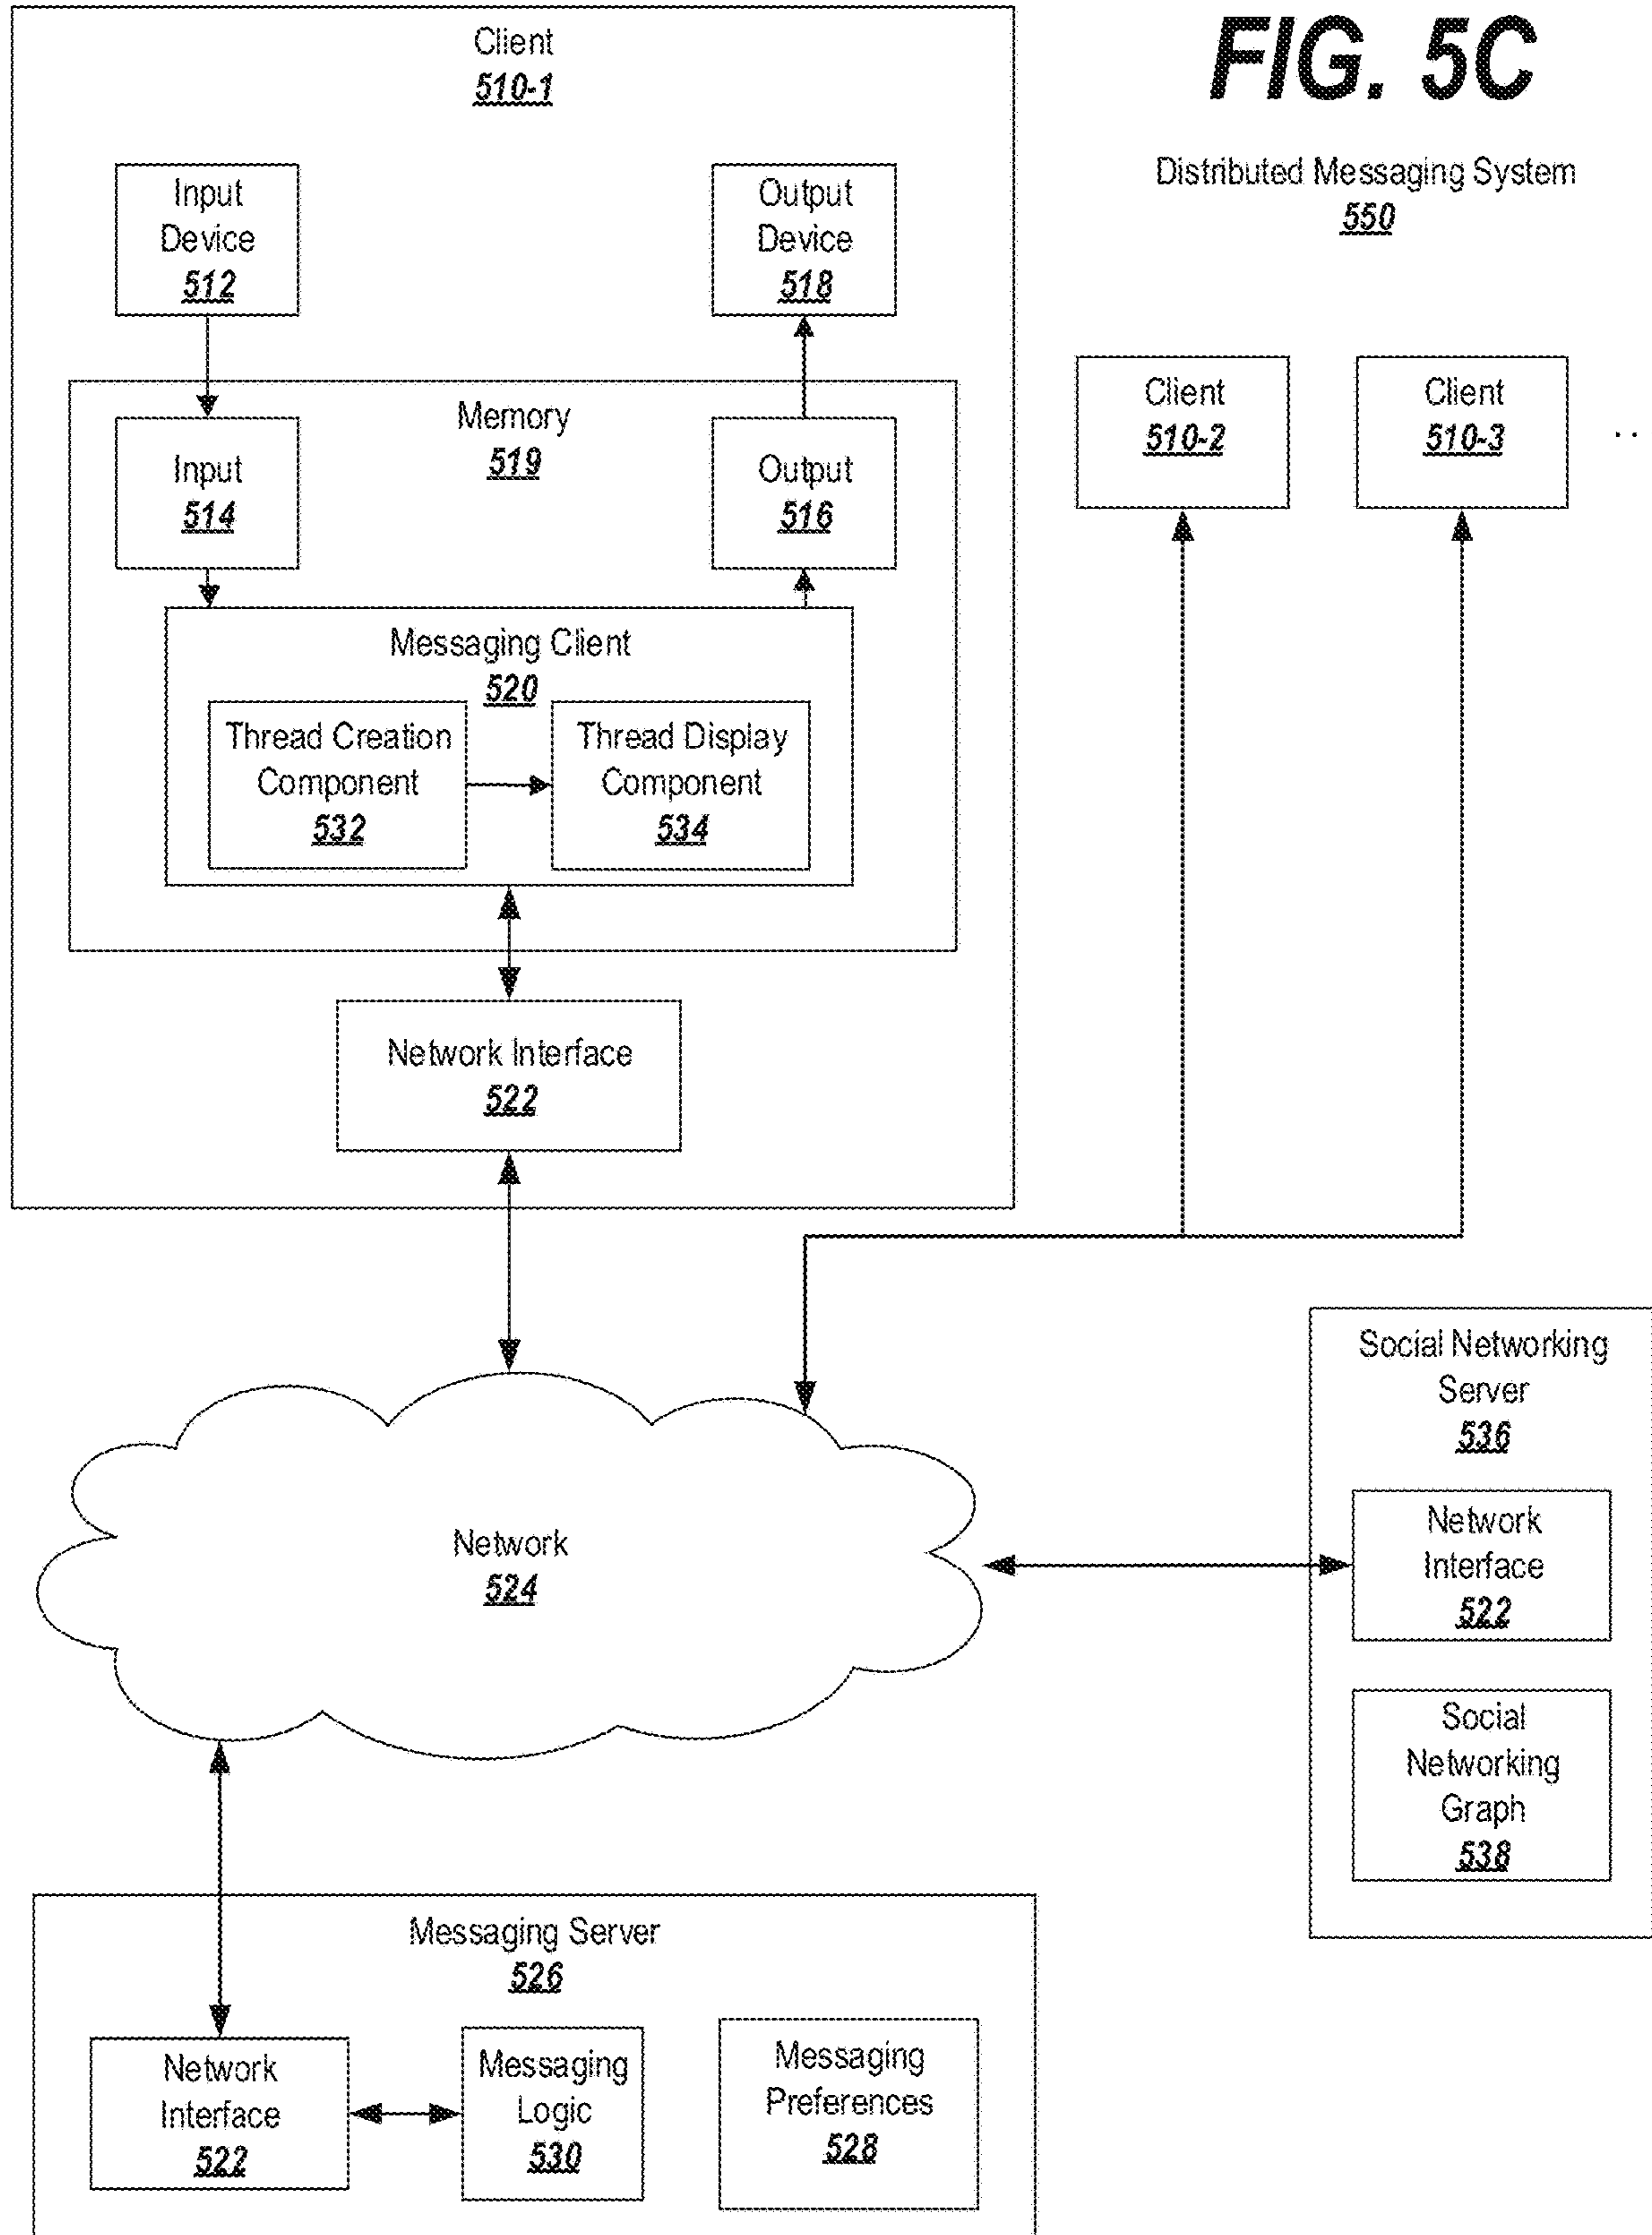 FIG. 5C
Distributed Messaging System
550
Client
510-1
Input
Device
512
Output
Device
518
Memory
519
Input
514
Output
516
Messaging Client
520
Thread Creation
Component
532
Thread Display
Component
534
Network Interface
522
Client
510-2
Client
510-3
..
Network
524
Social Networking
Server
536
Network
Interface
522
Social
Networking
Graph
538
Messaging Server
526
Network
Interface
522
Messaging
Logic
530
Messaging
Preferences
528